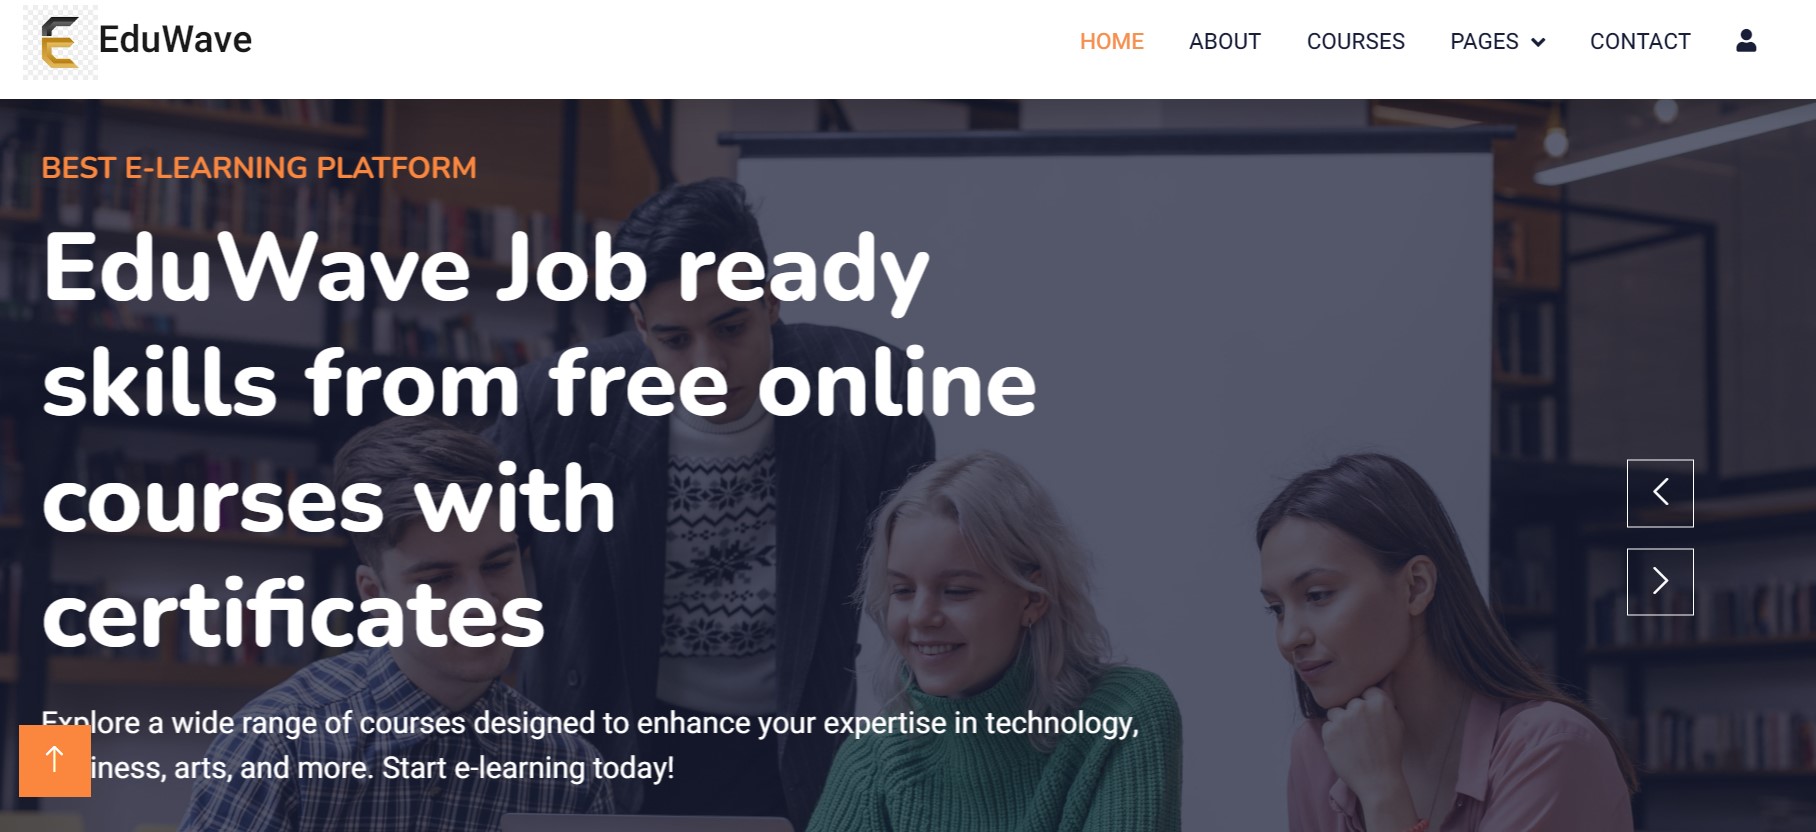 EduWave
HOME ABOUT COURSES PAGES CONTACT
BEST E-LEARNING PLATFORM
EduWave Job ready
skills from free online
courses with
certificates
Explore a wide range of courses designed to enhance your expertise in technology,
iness, arts, and more. Start e-learning today!